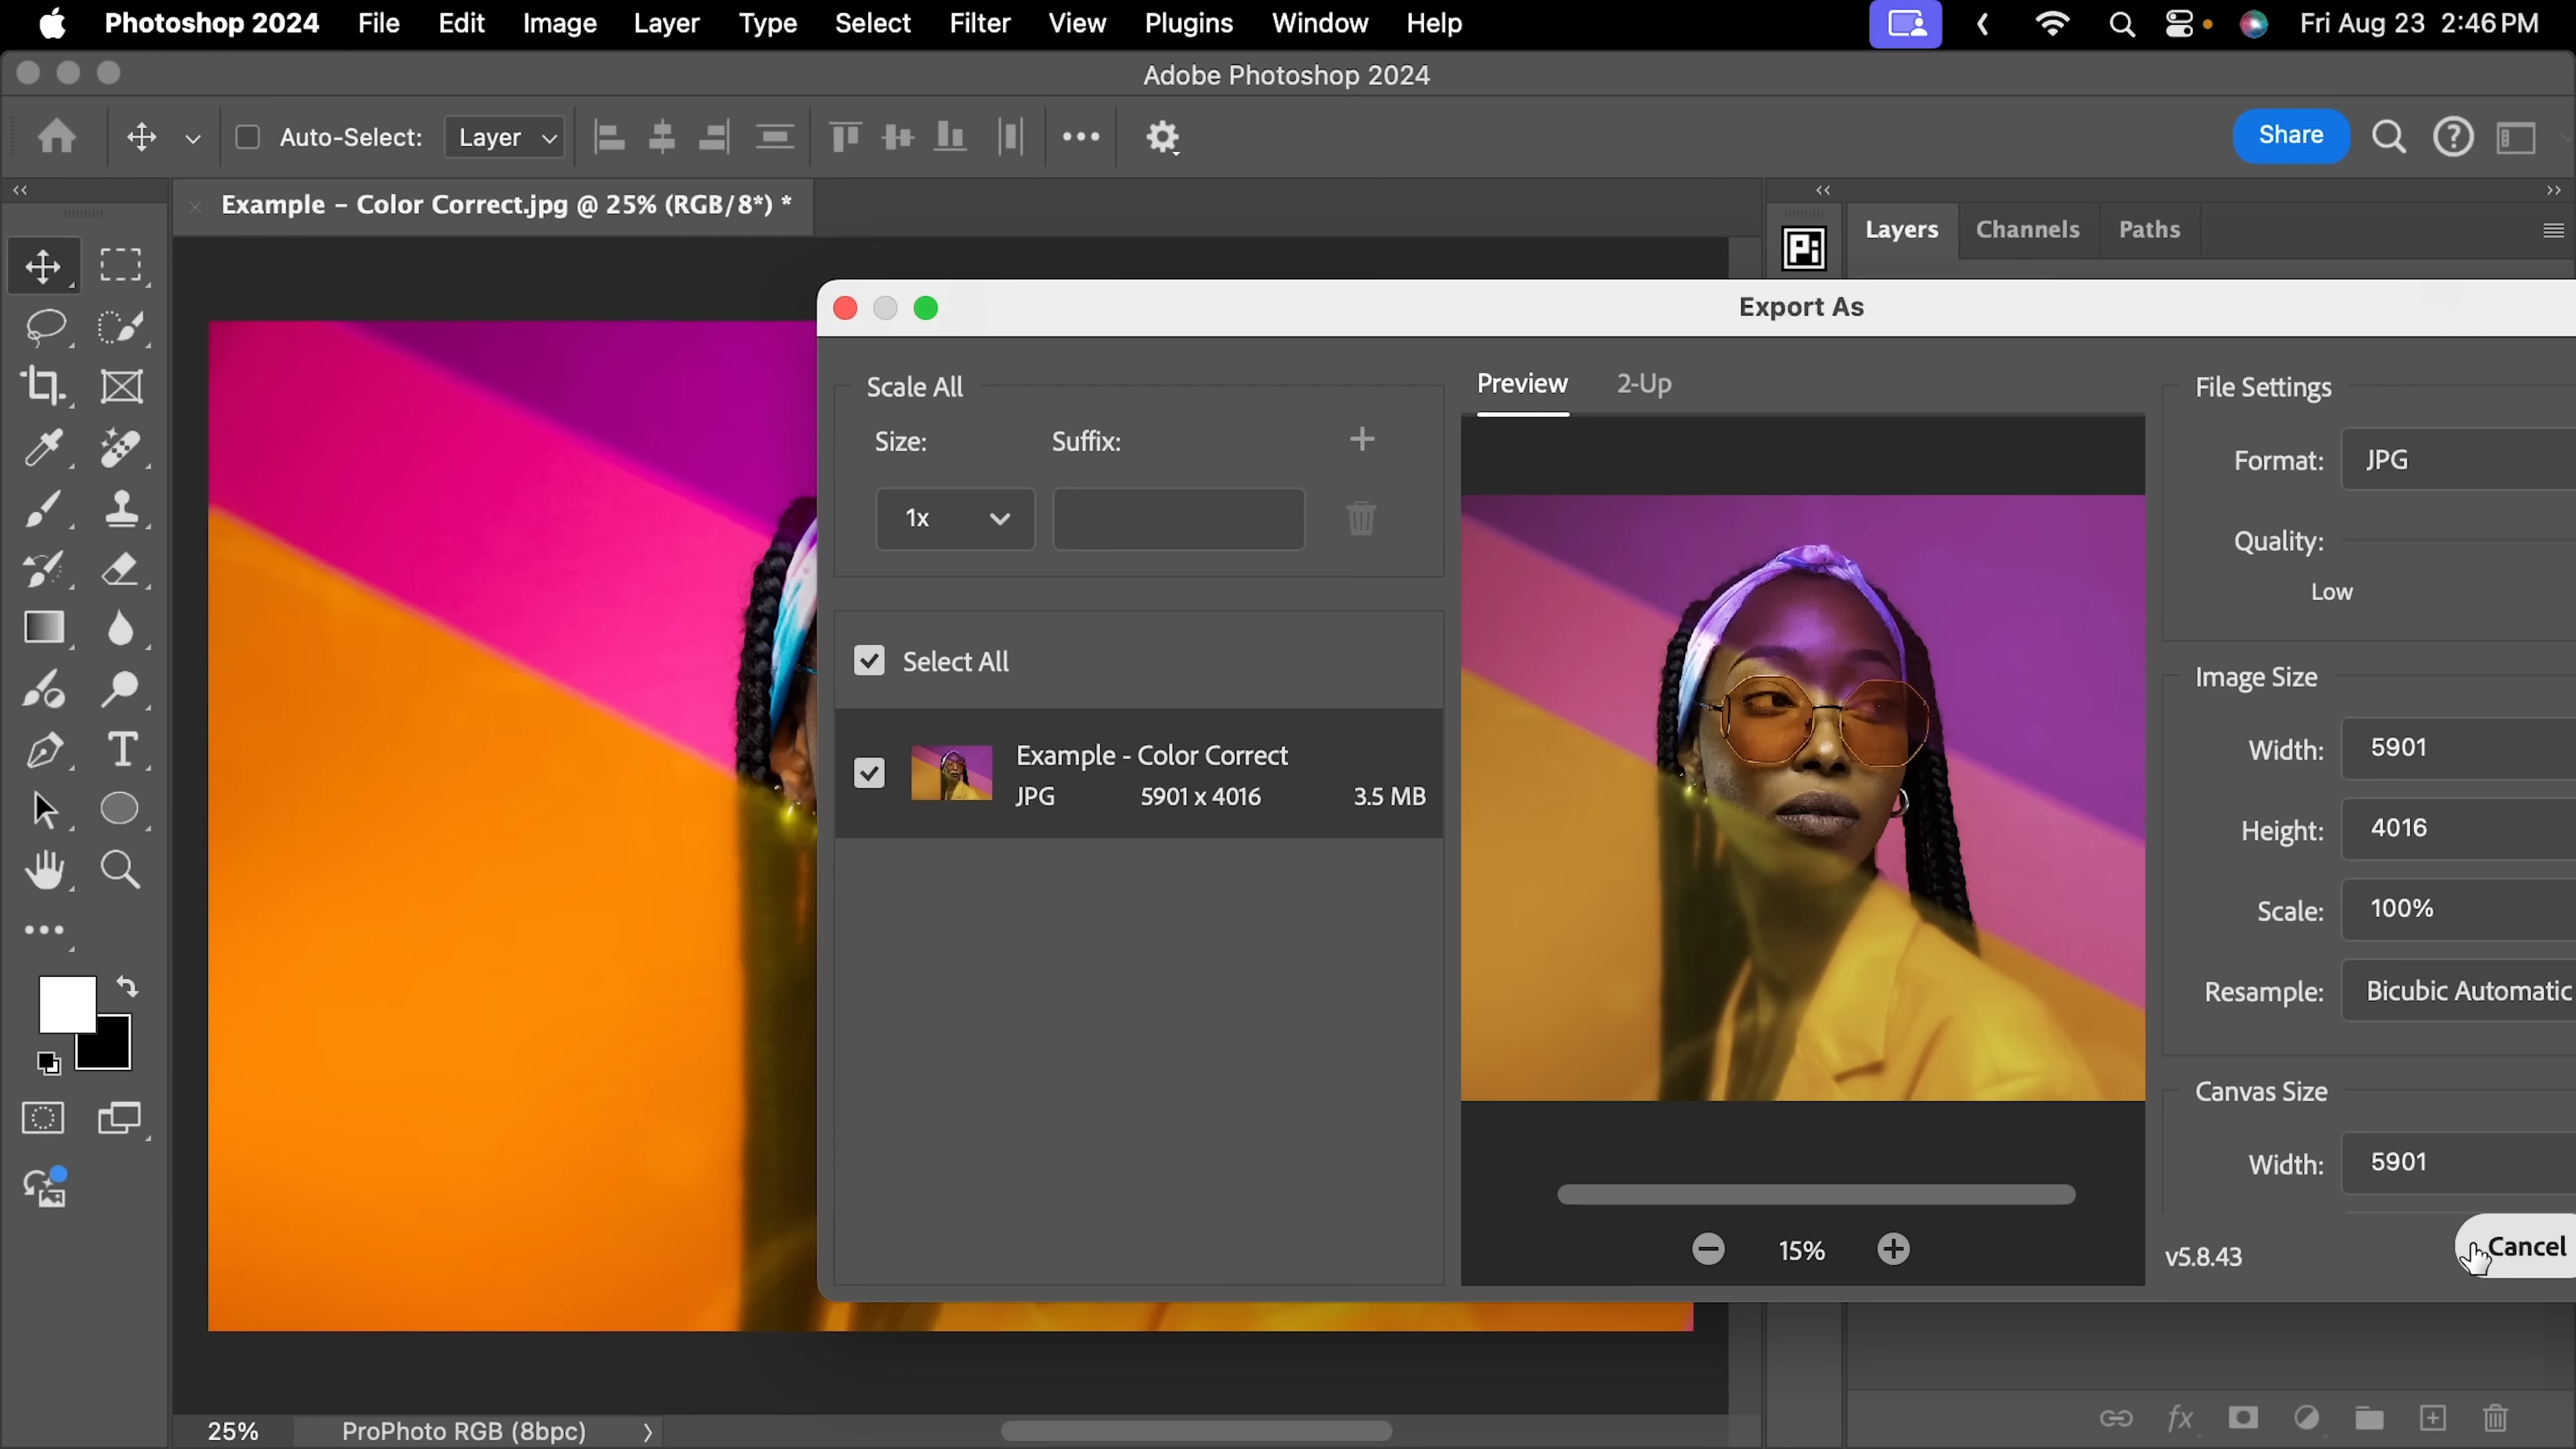 Photoshop 2024 File Edit Image Layer Type Select Filter View Plugins Window Help Fri Aug 23 2:46 PM
Adobe Photoshop 2024
Auto-Select: Layer Share
Example – Color Correct.jpg @ 25% (RGB/8*) *
Layers Channels Paths
Pi
Export As
Scale All
Size: Suffix:
1x
Select All
Example - Color Correct
JPG 5901 x 4016 3.5 MB
Preview 2-Up
15%
File Settings
Format: JPG
Quality:
Low
Image Size
Width: 5901
Height: 4016
Scale: 100%
Resample: Bicubic Automatic
Canvas Size
Width: 5901
v5.8.43 Cancel
25% ProPhoto RGB (8bpc)
fx